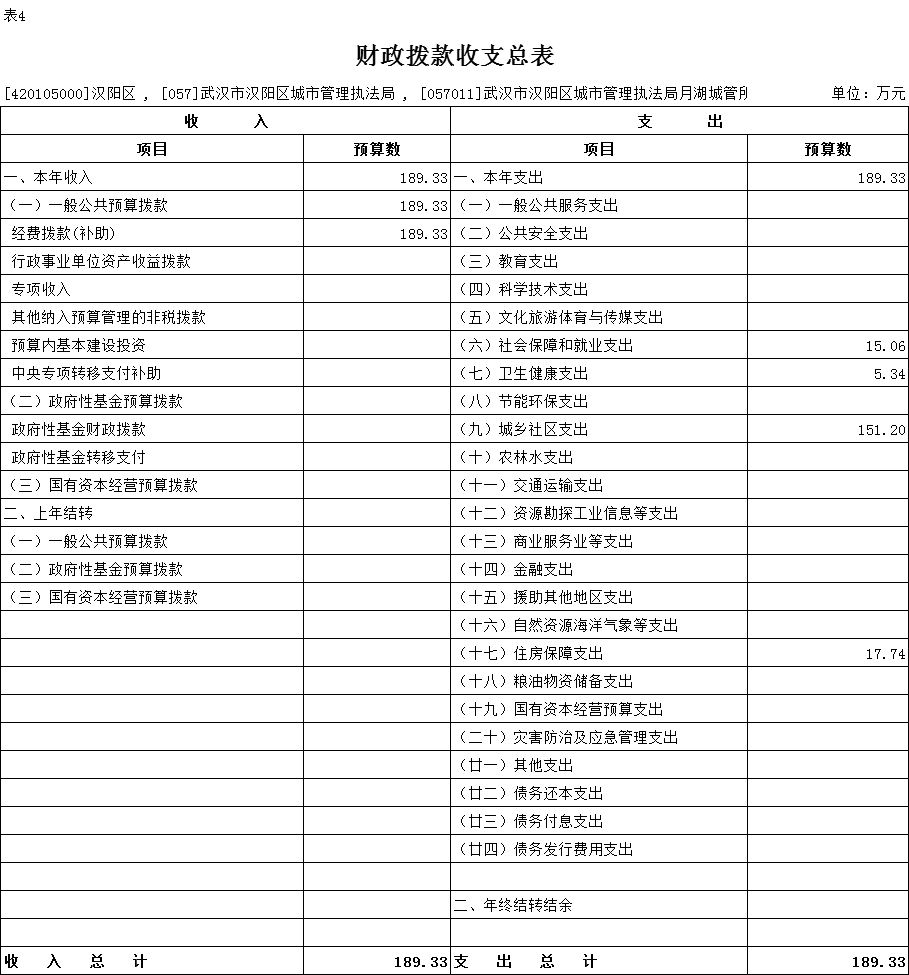 表4
财政拨款收支总表
[420105000]汉阳区 , [057]武汉市汉阳区城市管理执法局 , [057011]武汉市汉阳区城市管理执法局月湖城管所 单位：万元
收 入 支 出
项目 预算数 项目 预算数
一、本年收入 189.33 一、本年支出 189.33
（一）一般公共预算拨款 189.33 （一）一般公共服务支出
经费拨款(补助) 189.33 （二）公共安全支出
行政事业单位资产收益拨款 （三）教育支出
专项收入 （四）科学技术支出
其他纳入预算管理的非税拨款 （五）文化旅游体育与传媒支出
预算内基本建设投资 （六）社会保障和就业支出 15.06
中央专项转移支付补助 （七）卫生健康支出 5.34
（二）政府性基金预算拨款 （八）节能环保支出
政府性基金财政拨款 （九）城乡社区支出 151.20
政府性基金转移支付 （十）农林水支出
（三）国有资本经营预算拨款 （十一）交通运输支出
二、上年结转 （十二）资源勘探工业信息等支出
（一）一般公共预算拨款 （十三）商业服务业等支出
（二）政府性基金预算拨款 （十四）金融支出
（三）国有资本经营预算拨款 （十五）援助其他地区支出
（十六）自然资源海洋气象等支出
（十七）住房保障支出 17.74
（十八）粮油物资储备支出
（十九）国有资本经营预算支出
（二十）灾害防治及应急管理支出
（廿一）其他支出
（廿二）债务还本支出
（廿三）债务付息支出
（廿四）债务发行费用支出
二、年终结转结余
收 入 总 计 189.33 支 出 总 计 189.33